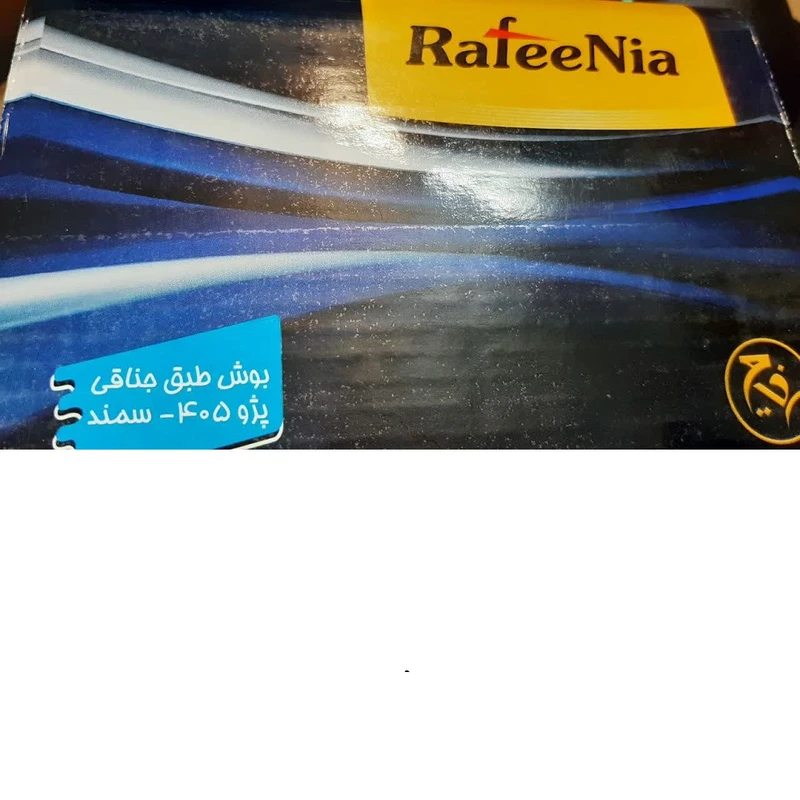 RafeeNia
بوش طبق جناقی
پژو ۴۰۵- سمند